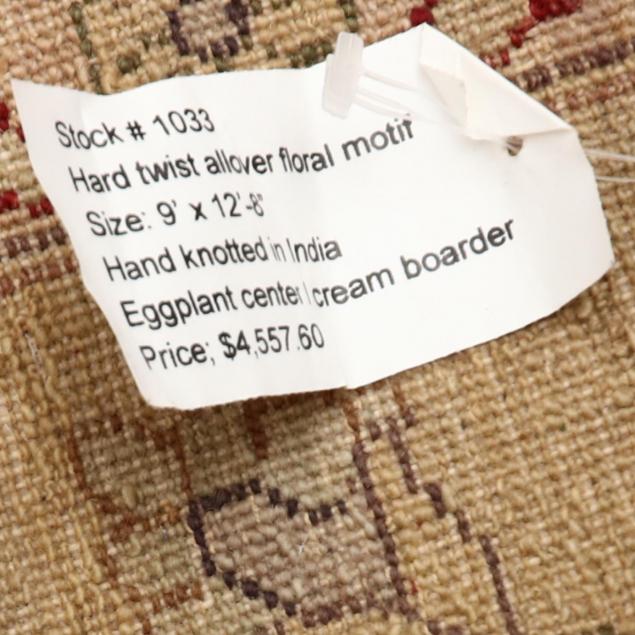 Stock # 1033
Hard twist allover floral motif
Size: 9' x 12'-8"
Hand knotted in India
Eggplant center | cream boarder
Price; $4,557.60